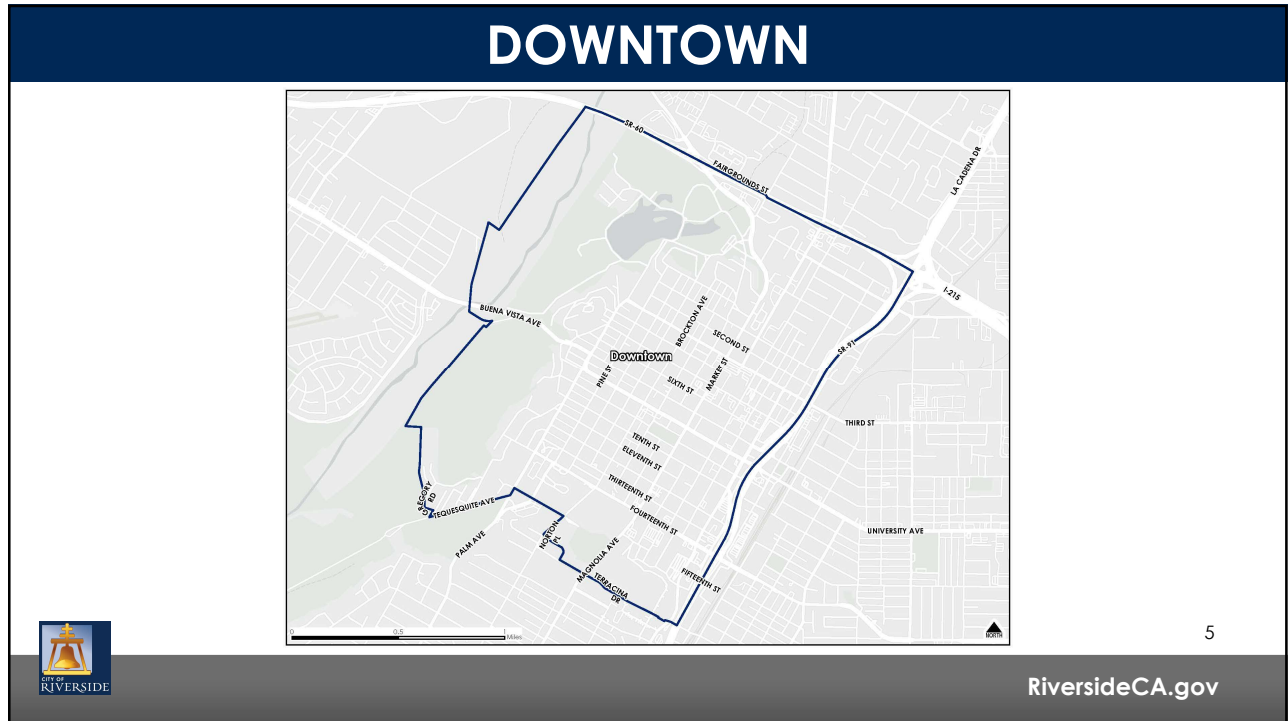 DOWNTOWN
SR-60
FAIRGROUNDS ST
LA CADENA DR
I-215
BUENA VISTA AVE
BROCKTON AVE
SECOND ST
SR-91
Downtown
PINE ST
SIXTH ST
MARKET ST
THIRD ST
TENTH ST
ELEVENTH ST
THIRTEENTH ST
GREGORY RD
TEQUESQUITE AVE
FOURTEENTH ST
UNIVERSITY AVE
PALM AVE
NORTON PL
MAGNOLIA AVE
FIFTEENTH ST
TERRACINA DR
0 0.5 1 Miles
NORTH
5
CITY OF
RIVERSIDE
RiversideCA.gov